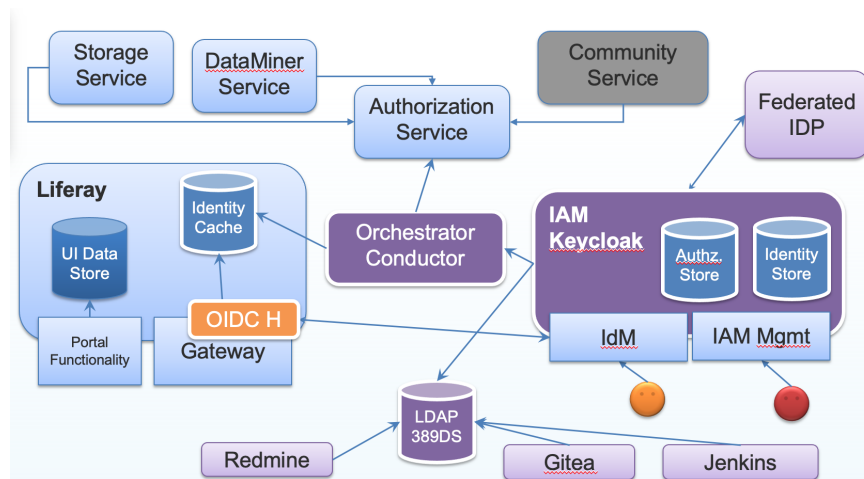 Storage
Service
DataMiner
Service
Community
Service
Authorization
Service
Federated
IDP
Liferay
Identity
Cache
UI Data
Store
Orchestrator
Conductor
IAM
Keycloak
Authz.
Store
Identity
Store
OIDC H
Portal
Functionality
Gateway
IdM
IAM Mgmt
LDAP
389DS
Redmine
Gitea
Jenkins